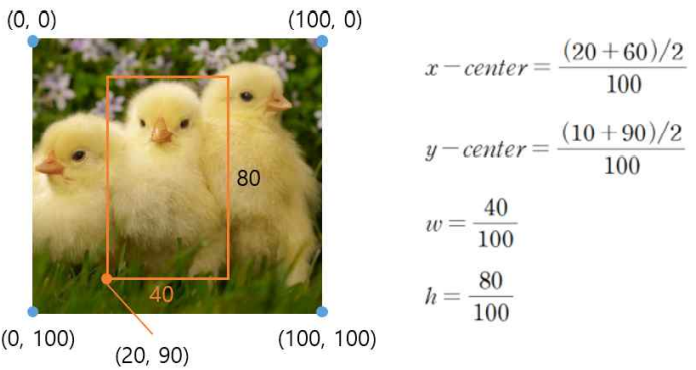 (0, 0)
(100, 0)
80
40
(0, 100)
(100, 100)
(20, 90)
x-center = (20+60)/2 / 100
y-center = (10+90)/2 / 100
w = 40/100
h = 80/100